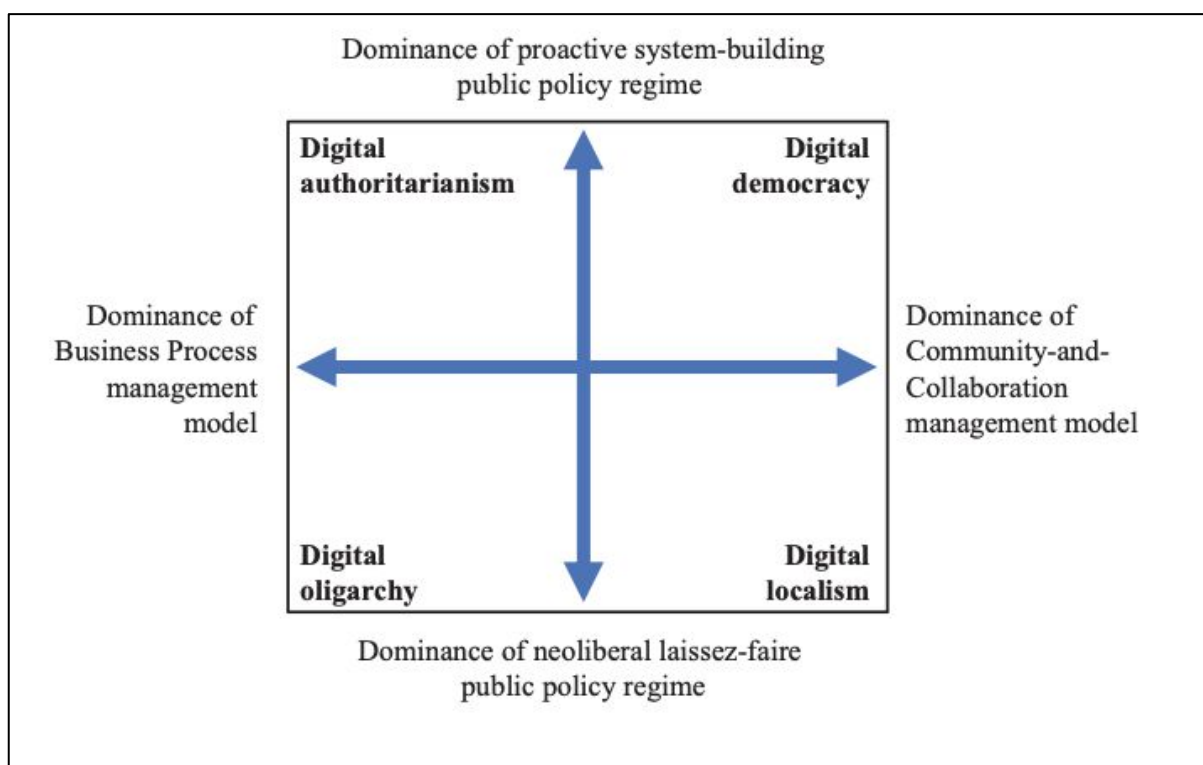 Dominance of proactive system-building
public policy regime
Digital
authoritarianism
Digital
democracy
Dominance of
Business Process
management
model
Dominance of
Community-and-
Collaboration
management model
Digital
oligarchy
Digital
localism
Dominance of neoliberal laissez-faire
public policy regime